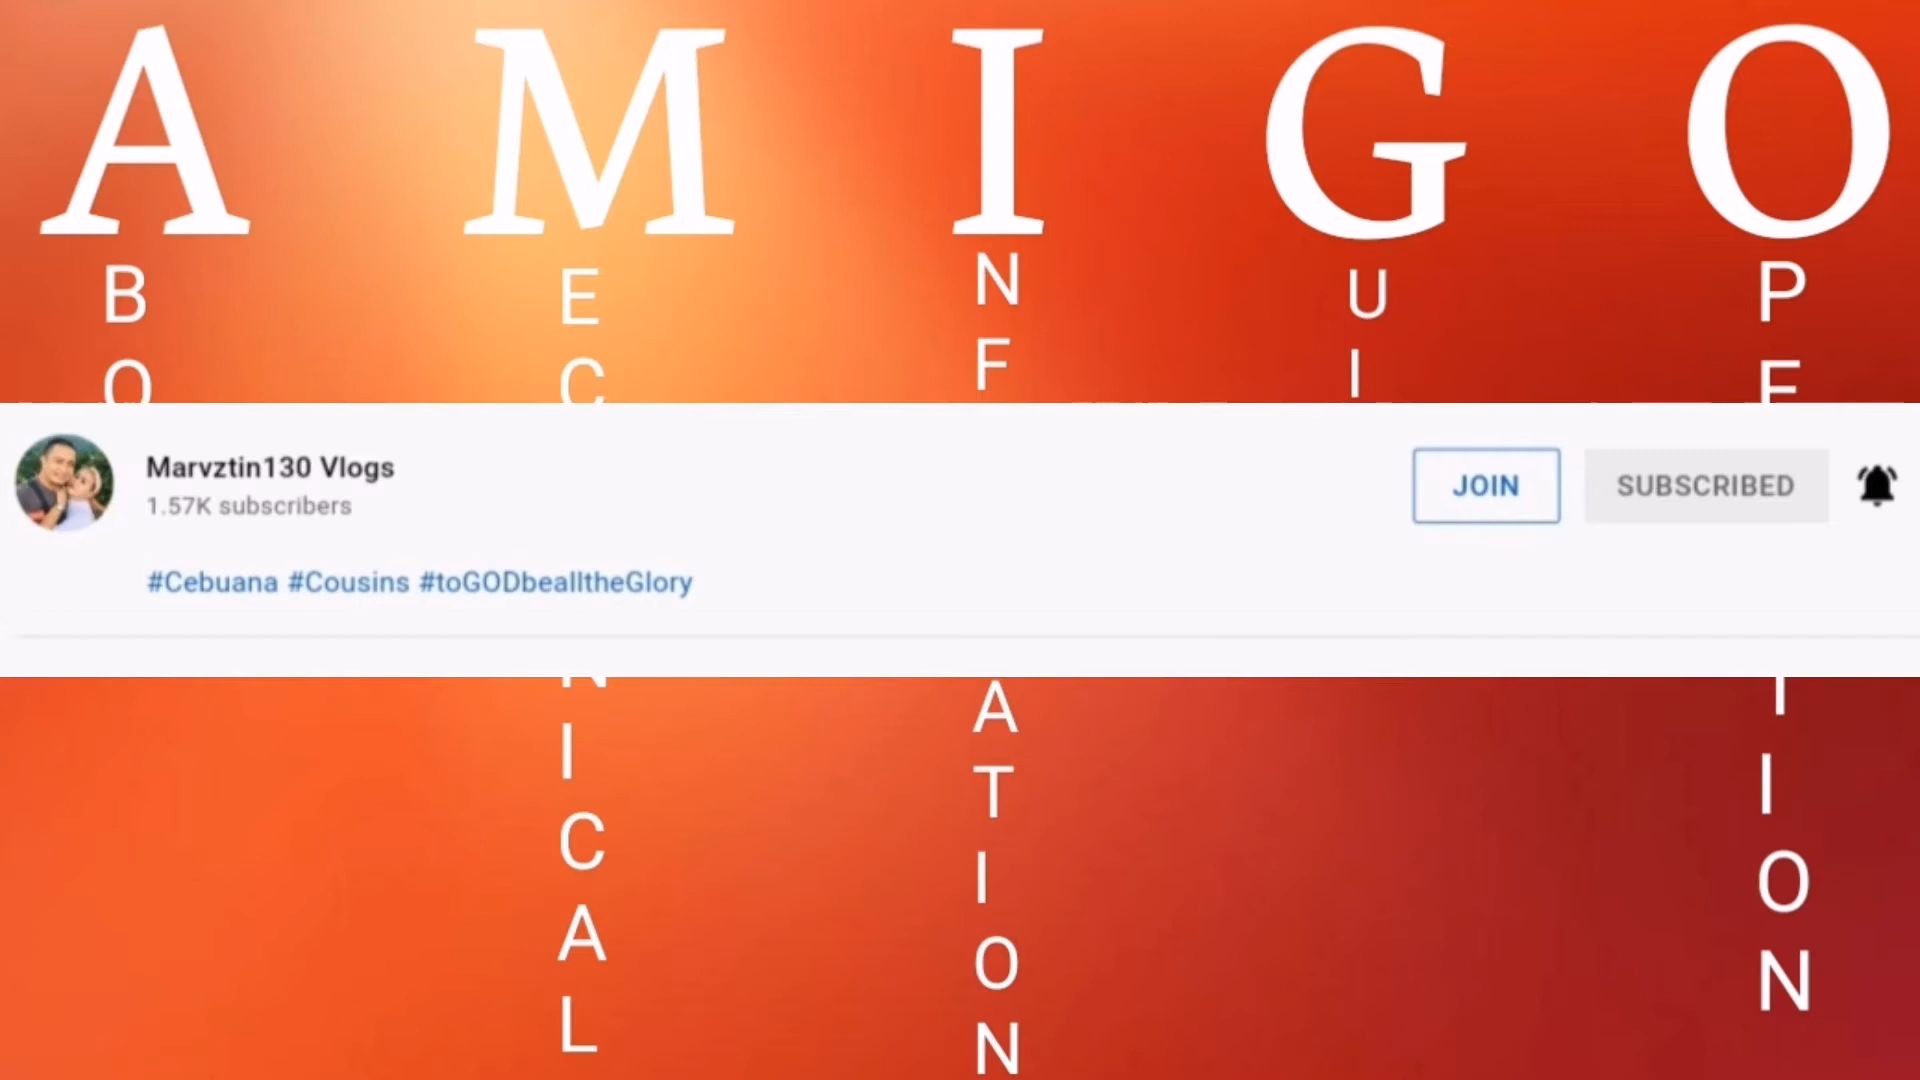 A M I G O
B E N U P
O C F I E
Marvztin130 Vlogs
1.57K subscribers
JOIN
SUBSCRIBED
#Cebuana #Cousins #toGODbealltheGlory
N A T
I T I
C I O
A O N
L N